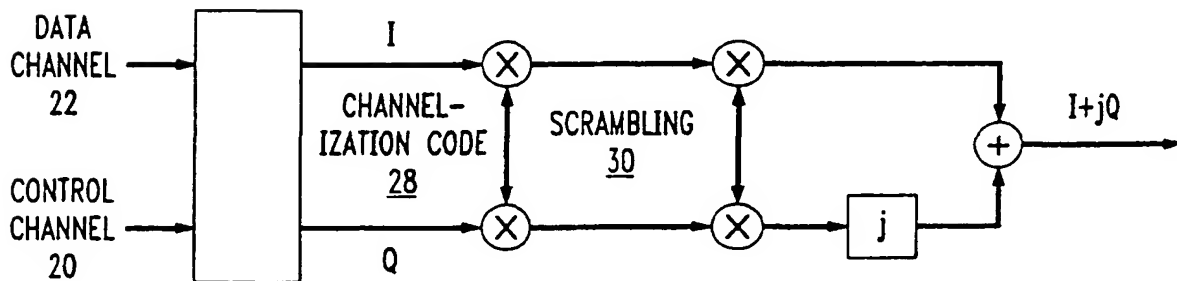 DATA
CHANNEL
22
I
CHANNEL-
IZATION CODE
28
SCRAMBLING
30
I+jQ
+
CONTROL
CHANNEL
20
Q
j